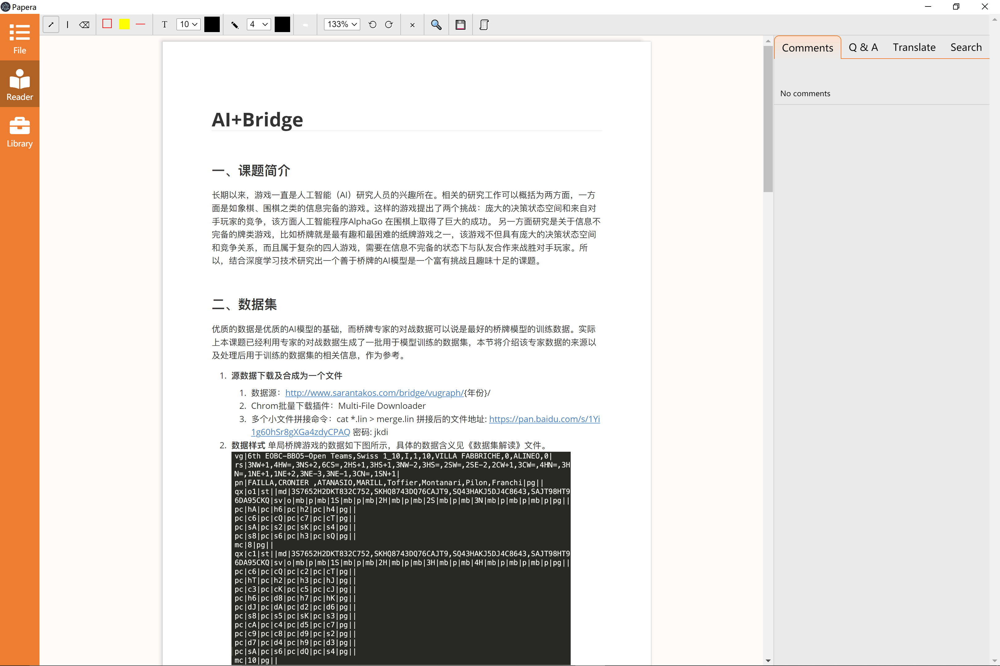 Papera
File
Reader
Library
T
10
4
133%
Comments
Q & A
Translate
Search
No comments
AI+Bridge
一、课题简介
长期以来，游戏一直是人工智能（AI）研究人员的兴趣所在。相关的研究工作可以概括为两方面，一方
面是如象棋、围棋之类的信息完备的游戏。这样的游戏提出了两个挑战：庞大的决策状态空间和来自对
手玩家的竞争，该方面人工智能程序AlphaGo 在围棋上取得了巨大的成功。 另一方面研究是关于信息不
完备的牌类游戏，比如桥牌就是最有趣和最困难的纸牌游戏之一，该游戏不但具有庞大的决策状态空间
和竞争关系，而且属于复杂的四人游戏，需要在信息不完备的状态下与队友合作来战胜对手玩家。所
以，结合深度学习技术研究出一个善于桥牌的AI模型是一个富有挑战且趣味十足的课题。
二、数据集
优质的数据是优质的AI模型的基础，而桥牌专家的对战数据可以说是最好的桥牌模型的训练数据。实际
上本课题已经利用专家的对战数据生成了一批用于模型训练的数据集，本节将介绍该专家数据的来源以
及处理后用于训练的数据集的相关信息，作为参考。
1. 源数据下载及合成为一个文件
1. 数据源：http://www.sarantakos.com/bridge/vugraph/{年份}/
2. Chrom批量下载插件：Multi-File Downloader
3. 多个小文件拼接命令：cat *.lin > merge.lin 拼接后的文件地址: https://pan.baidu.com/s/1Yi
1g60hSr8gXGa4zdyCPAQ 密码: jkdi
2. 数据样式 单局桥牌游戏的数据如下图所示，具体的数据含义见《数据集解读》文件。
vg|6th EOBC-BBO5-Open Teams,Swiss 1_10,I,1,10,VILLA FABBRICHE,0,ALINEO,0|
rs|3NW+1,4HW=,3NS+2,6CS=,2HS+1,3HS+1,3NW-2,3HS=,2SW=,2SE-2,2CW+1,3CW=,4HN=,3H
N=,1NE+1,1NE+2,3NE-3,3NE-1,3CN=,1SN+1|
pn|FAILLA,CRONIER ,ATANASIO,MARILL,Toffier,Montanari,Pilon,Franchi|pg||
qx|o1|st||md|3S7652H2DKT832C752,SKHQ8743DQ76CAJT9,SQ43HAKJ5DJ4C8643,SAJT98HT9
6DA95CKQ|sv|o|mb|p|mb|1S|mb|p|mb|2H|mb|p|mb|2S|mb|p|mb|3N|mb|p|mb|p|mb|p|pg||
pc|hA|pc|h6|pc|h2|pc|h4|pg||
pc|c6|pc|cQ|pc|c7|pc|cT|pg||
pc|sA|pc|s2|pc|sK|pc|s4|pg||
pc|s8|pc|s6|pc|h3|pc|sQ|pg||
mc|8|pg||
qx|c1|st||md|3S7652H2DKT832C752,SKHQ8743DQ76CAJT9,SQ43HAKJ5DJ4C8643,SAJT98HT9
6DA95CKQ|sv|o|mb|p|mb|1S|mb|p|mb|2H|mb|p|mb|3H|mb|p|mb|4H|mb|p|mb|p|mb|p|pg||
pc|c6|pc|cQ|pc|c2|pc|cT|pg||
pc|hT|pc|h2|pc|h3|pc|hJ|pg||
pc|c3|pc|cK|pc|c5|pc|cJ|pg||
pc|h6|pc|d8|pc|h7|pc|hK|pg||
pc|dJ|pc|dA|pc|d2|pc|d6|pg||
pc|s8|pc|s5|pc|sK|pc|s3|pg||
pc|cA|pc|c4|pc|d5|pc|c7|pg||
pc|c9|pc|c8|pc|d9|pc|s2|pg||
pc|d7|pc|d4|pc|h9|pc|d3|pg||
pc|sA|pc|s6|pc|dQ|pc|s4|pg||
mc|10|pg||